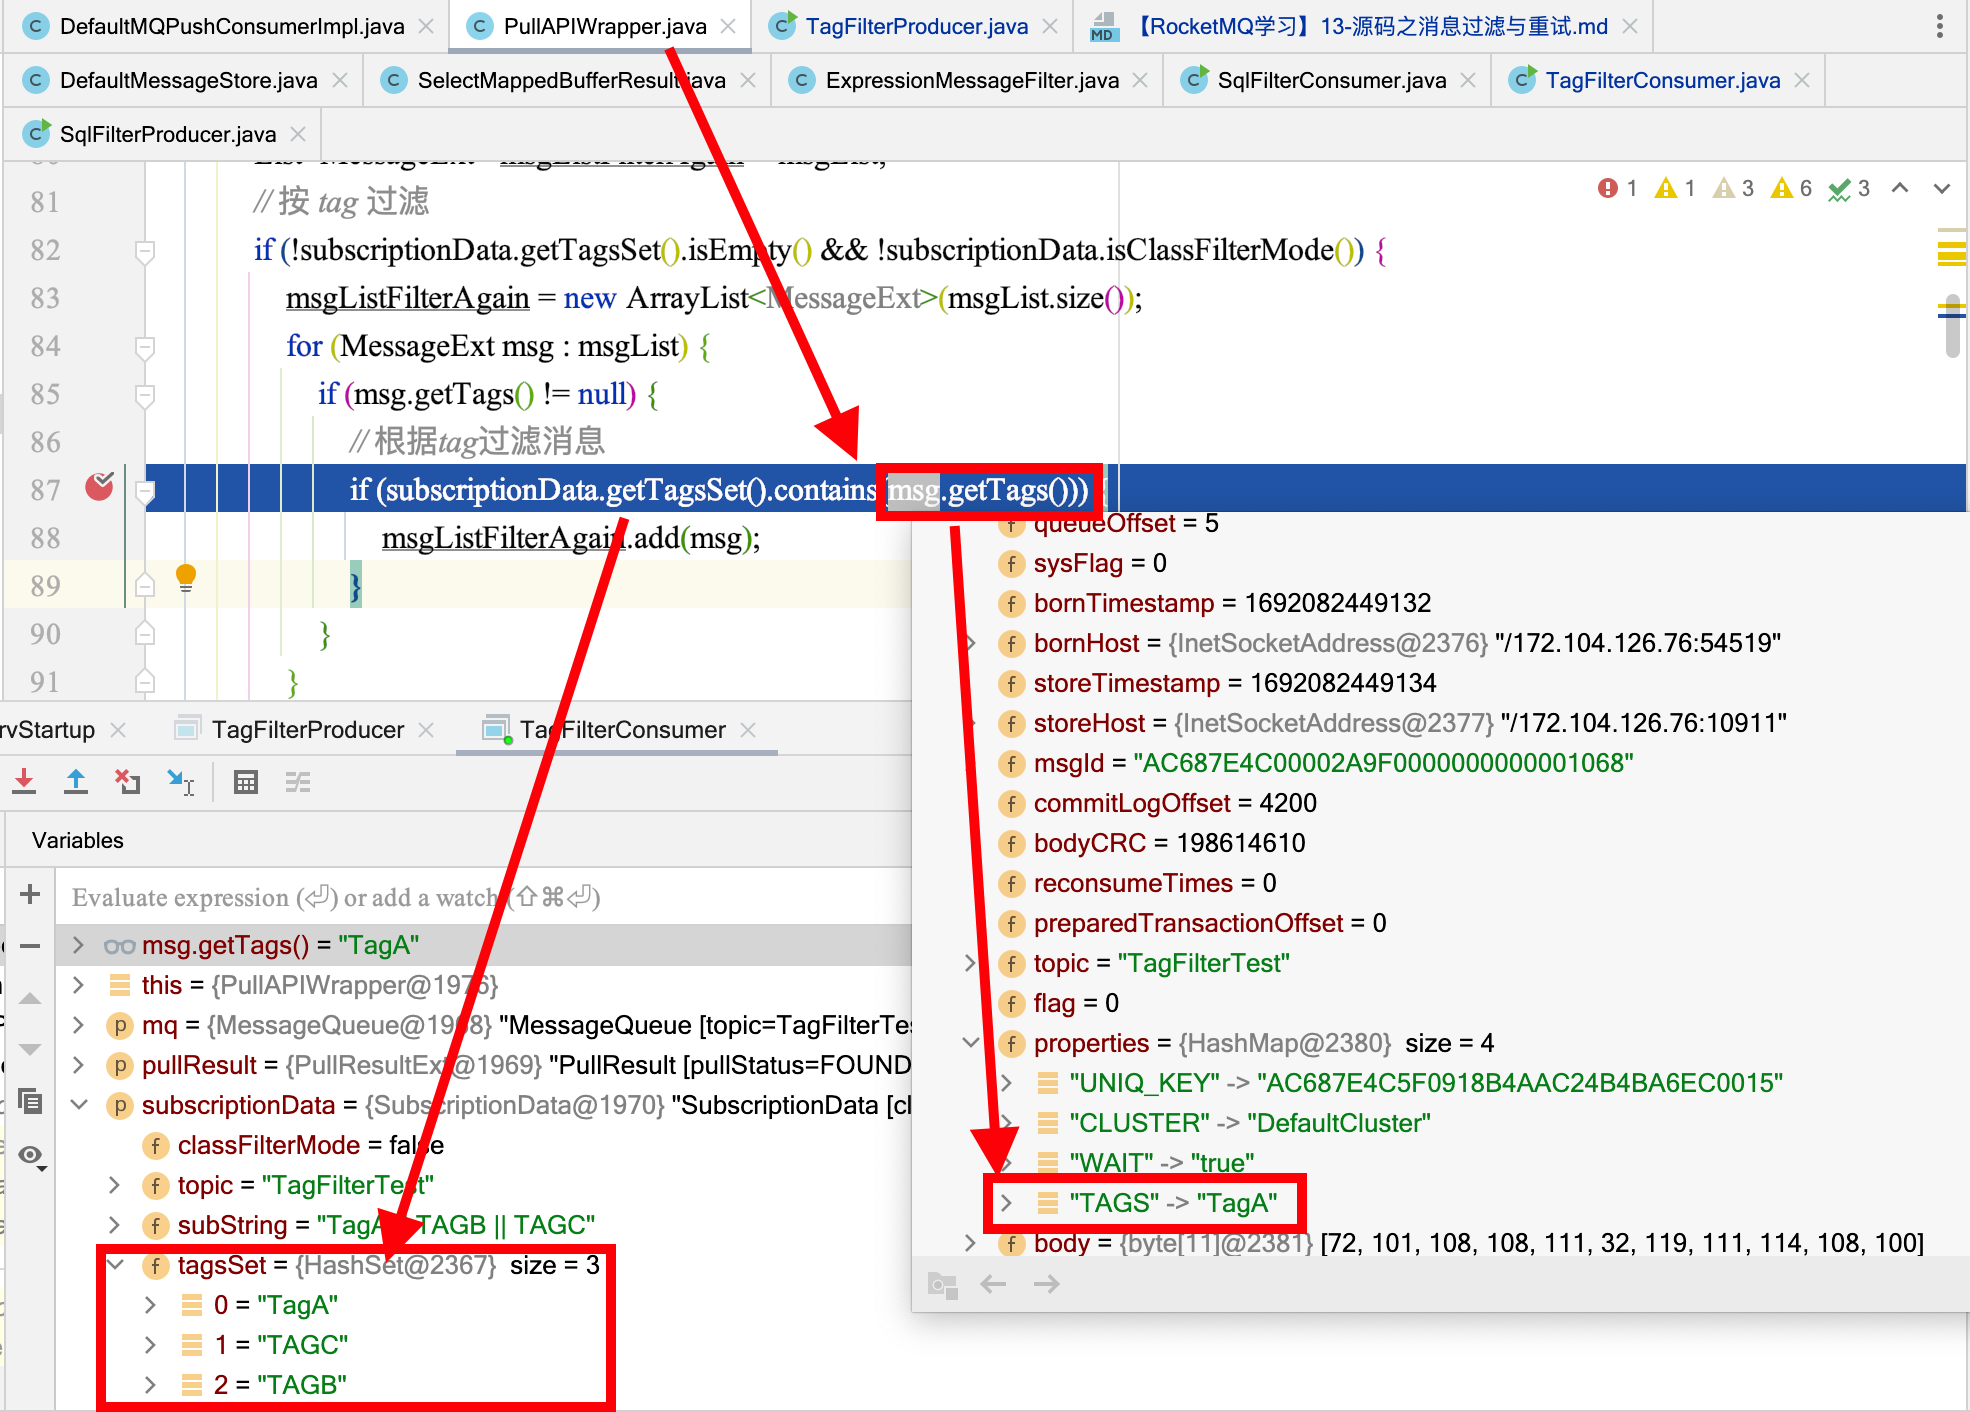 DefaultMQPushConsumerImpl.java
PullAPIWrapper.java
TagFilterProducer.java
【RocketMQ学习】13-源码之消息过滤与重试.md
DefaultMessageStore.java
SelectMappedBufferResult.java
ExpressionMessageFilter.java
SqlFilterConsumer.java
TagFilterConsumer.java
SqlFilterProducer.java
81 // 按 tag 过滤
1 1 3 6 3
82 if (!subscriptionData.getTagsSet().isEmpty() && !subscriptionData.isClassFilterMode()) {
83 msgListFilterAgain = new ArrayList<MessageExt>(msgList.size());
84 for (MessageExt msg : msgList) {
85 if (msg.getTags() != null) {
86 // 根据tag过滤消息
87 if (subscriptionData.getTagsSet().contains(msg.getTags())) {
88 msgListFilterAgain.add(msg);
89 }
90 }
91 }
rvStartup
TagFilterProducer
TagFilterConsumer
Variables
Evaluate expression (⏎) or add a watch (⇧⌘⏎)
msg.getTags() = "TagA"
this = {PullAPIWrapper@1976}
mq = {MessageQueue@1968} "MessageQueue [topic=TagFilterTes
pullResult = {PullResultExt@1969} "PullResult [pullStatus=FOUND
subscriptionData = {SubscriptionData@1970} "SubscriptionData [cl
classFilterMode = false
topic = "TagFilterTest"
subString = "TagA || TAGB || TAGC"
tagsSet = {HashSet@2367} size = 3
0 = "TagA"
1 = "TAGC"
2 = "TAGB"
queueOffset = 5
sysFlag = 0
bornTimestamp = 1692082449132
bornHost = {InetSocketAddress@2376} "/172.104.126.76:54519"
storeTimestamp = 1692082449134
storeHost = {InetSocketAddress@2377} "/172.104.126.76:10911"
msgId = "AC687E4C00002A9F0000000000001068"
commitLogOffset = 4200
bodyCRC = 198614610
reconsumeTimes = 0
preparedTransactionOffset = 0
topic = "TagFilterTest"
flag = 0
properties = {HashMap@2380} size = 4
"UNIQ_KEY" -> "AC687E4C5F0918B4AAC24B4BA6EC0015"
"CLUSTER" -> "DefaultCluster"
"WAIT" -> "true"
"TAGS" -> "TagA"
body = {byte[11]@2381} [72, 101, 108, 108, 111, 32, 119, 111, 114, 108, 100]